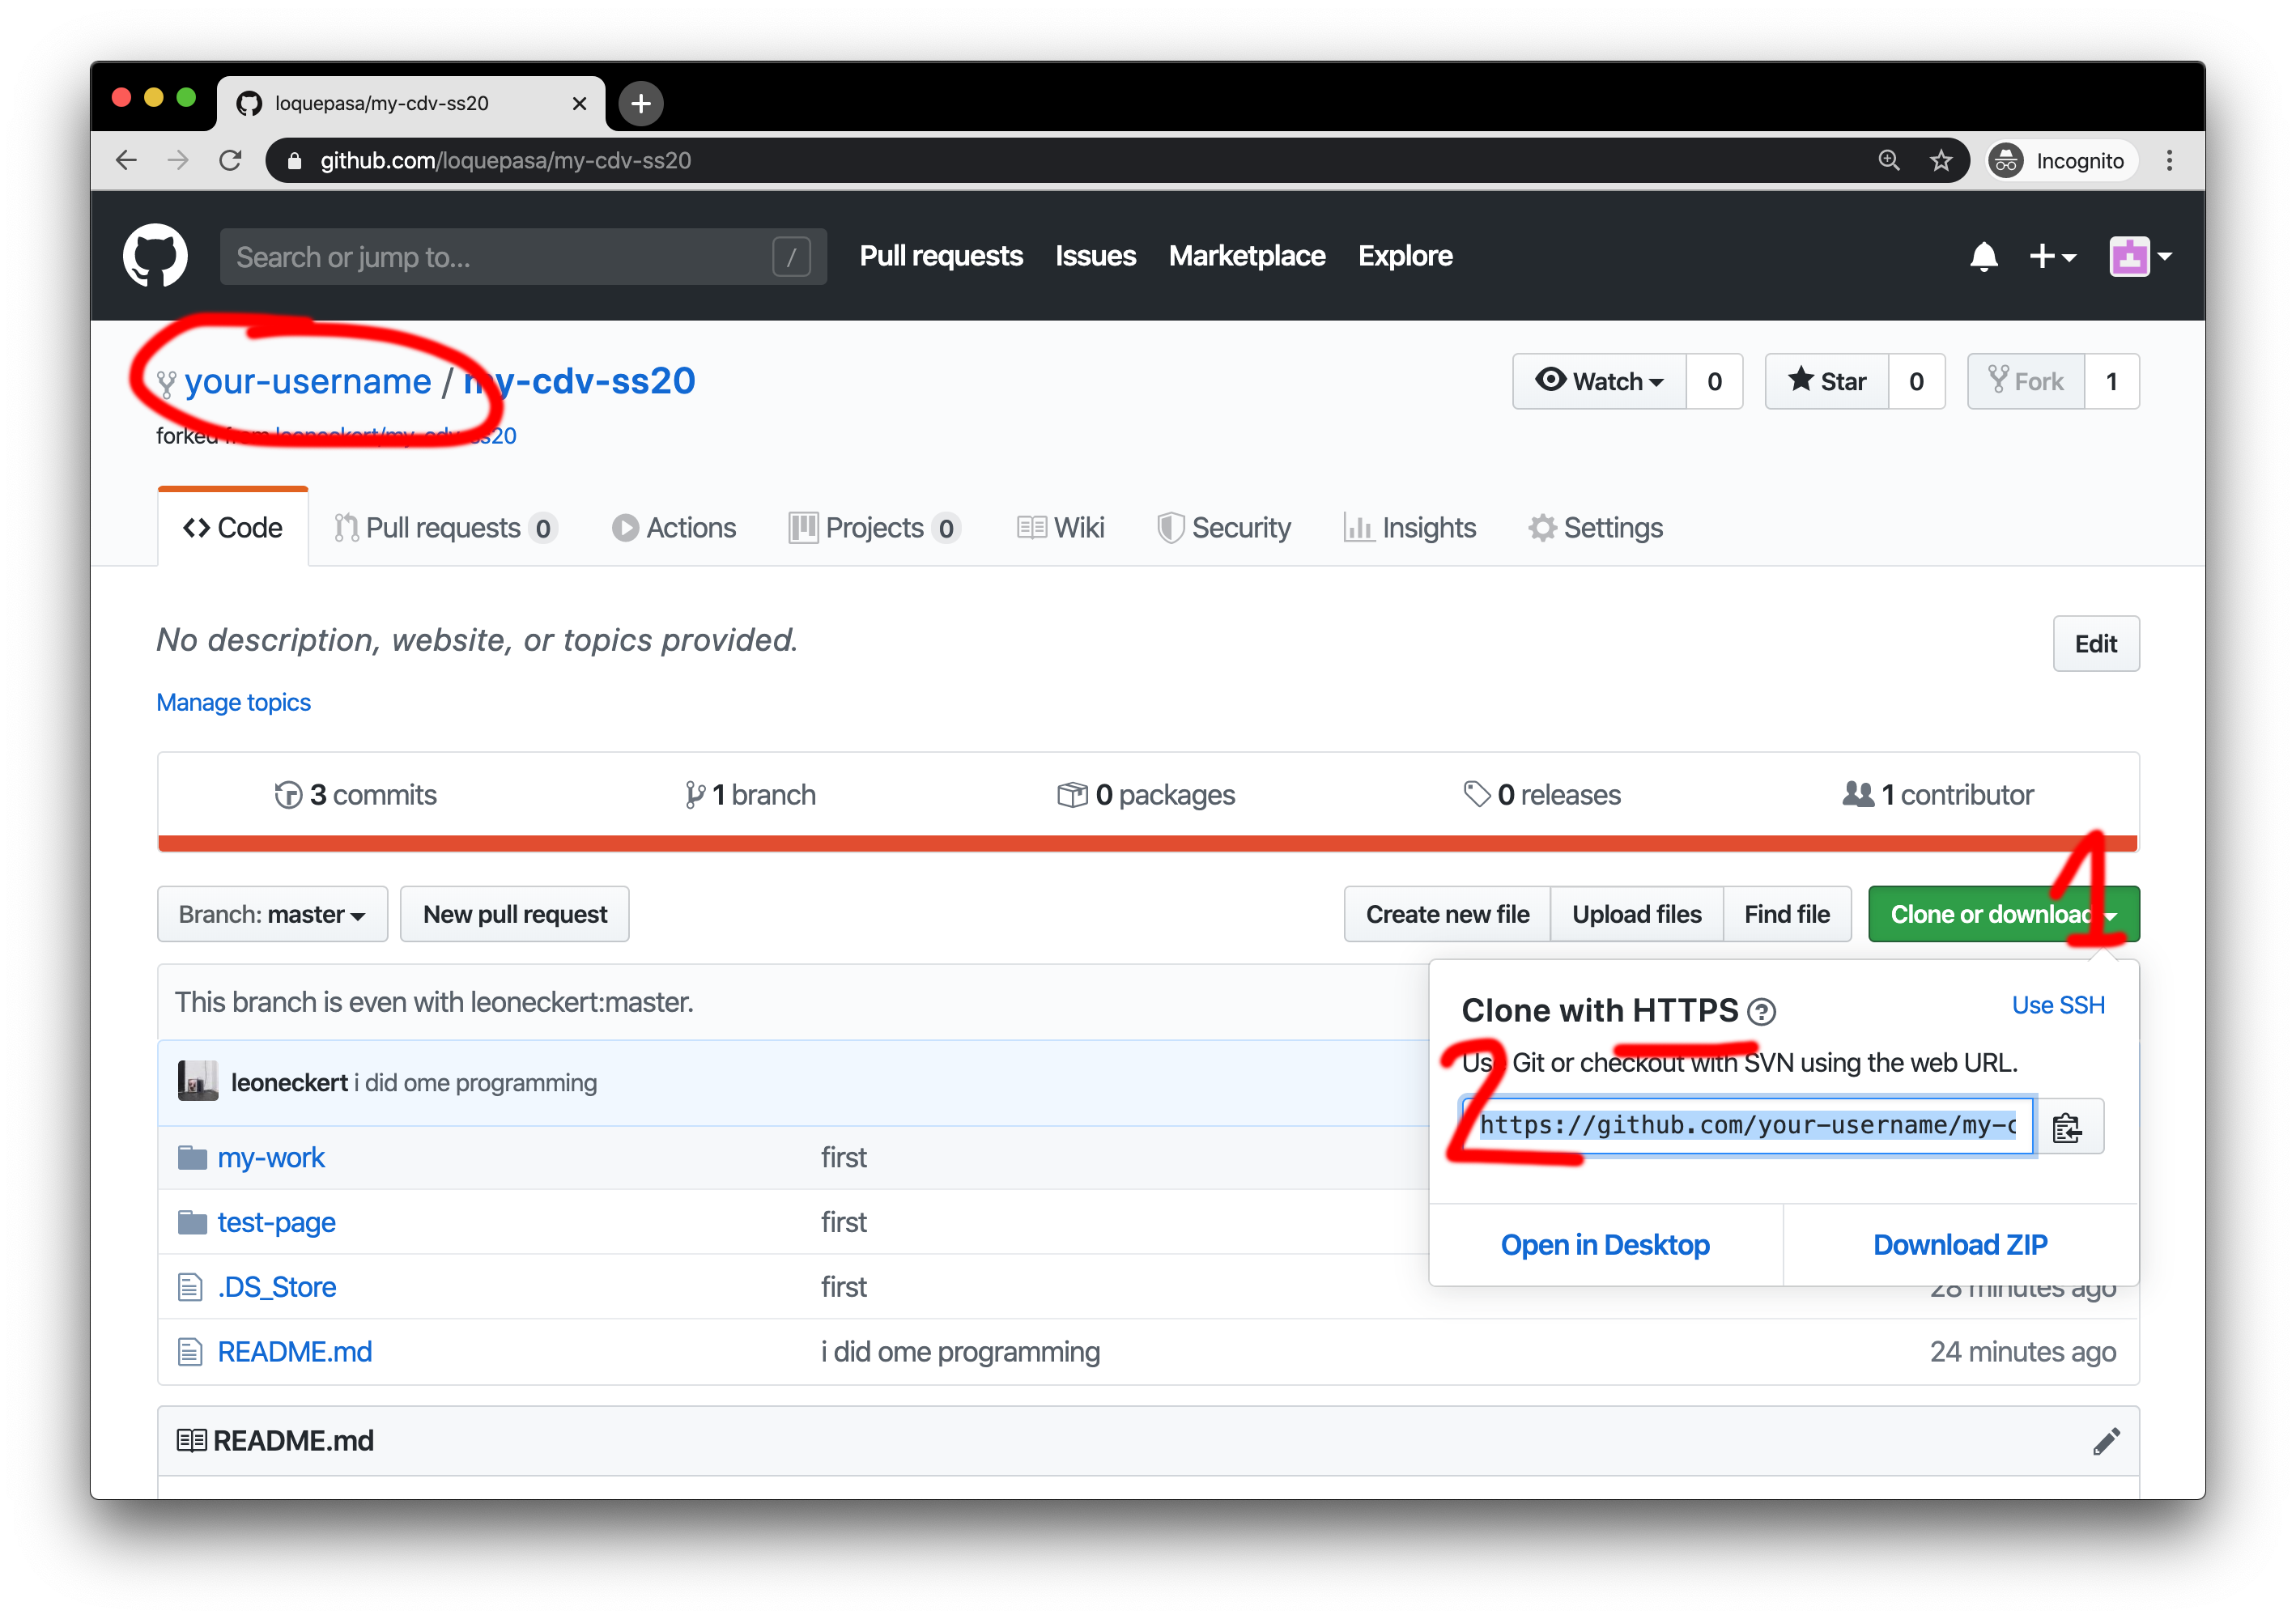 loquepasa/my-cdv-ss20
github.com/loquepasa/my-cdv-ss20
Incognito
Search or jump to...
/
Pull requests
Issues
Marketplace
Explore
your-username / my-cdv-ss20
Watch
0
Star
0
Fork
1
forked from leoneckert/my-cdv-ss20
Code
Pull requests 0
Actions
Projects 0
Wiki
Security
Insights
Settings
No description, website, or topics provided.
Edit
Manage topics
3 commits
1 branch
0 packages
0 releases
1 contributor
1
Branch: master
New pull request
Create new file
Upload files
Find file
Clone or download
This branch is even with leoneckert:master.
Clone with HTTPS ?
Use SSH
2
Use Git or checkout with SVN using the web URL.
https://github.com/your-username/my-c
Open in Desktop
Download ZIP
leoneckert i did ome programming
my-work
first
test-page
first
.DS_Store
first
28 minutes ago
README.md
i did ome programming
24 minutes ago
README.md